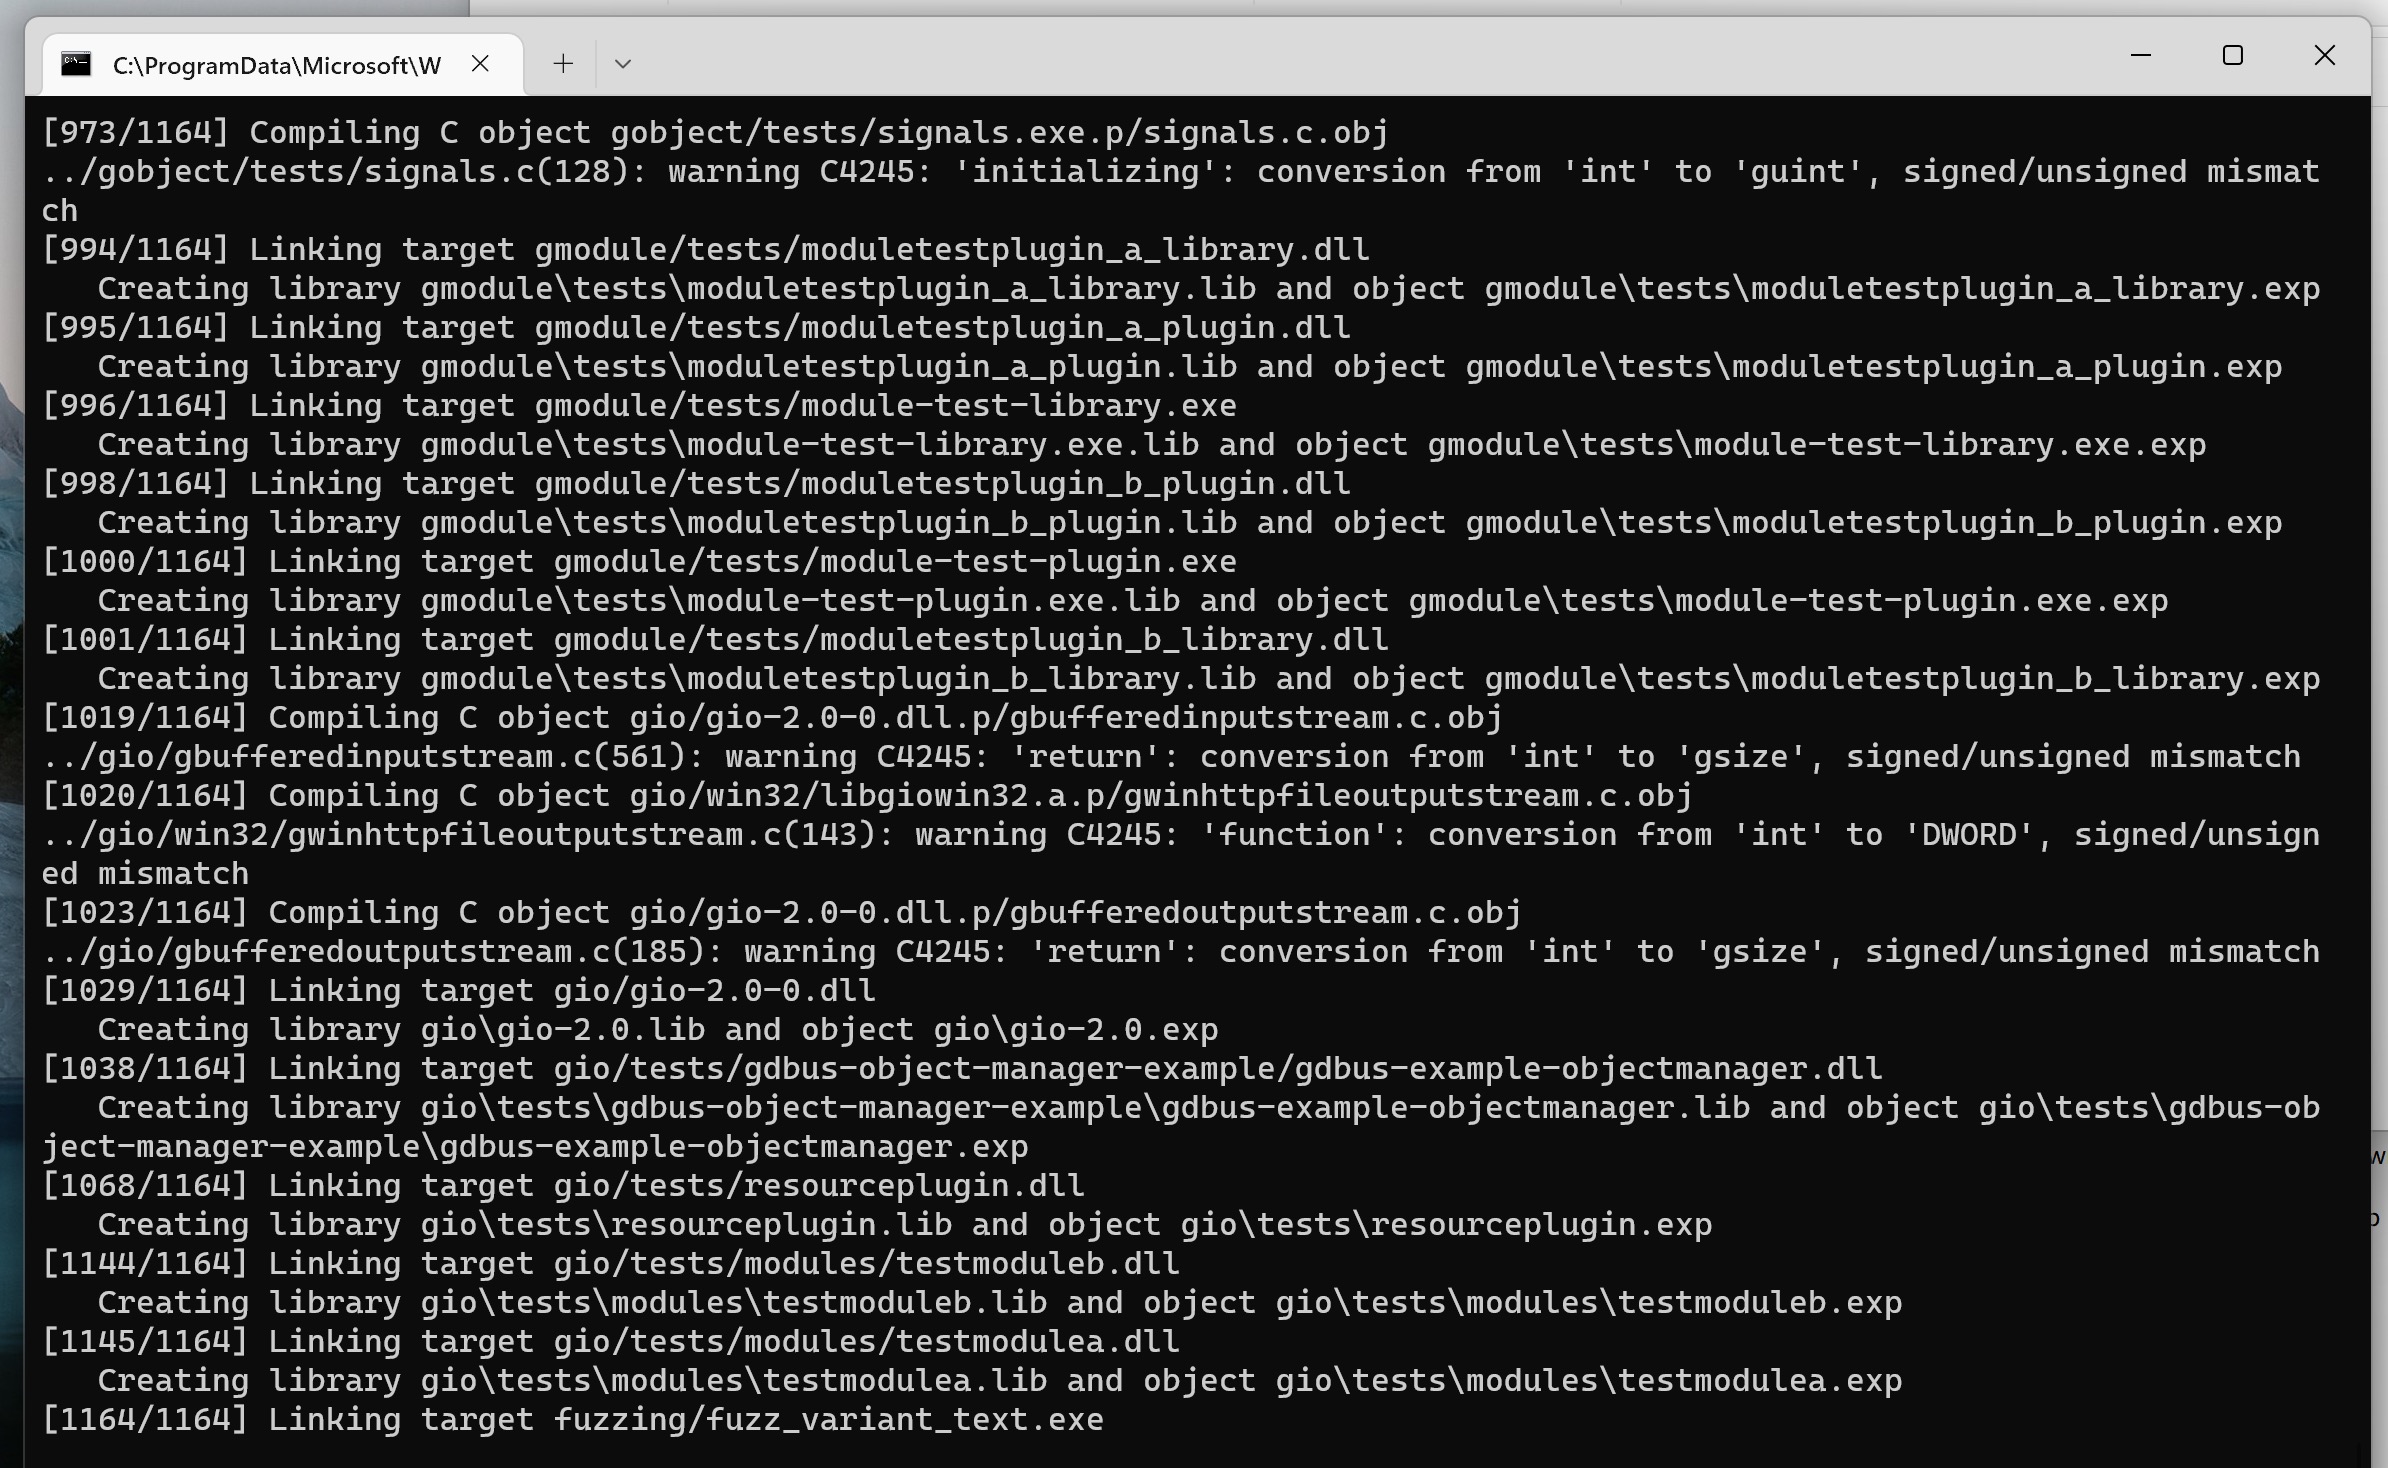 C:\ProgramData\Microsoft\W
[973/1164] Compiling C object gobject/tests/signals.exe.p/signals.c.obj
../gobject/tests/signals.c(128): warning C4245: 'initializing': conversion from 'int' to 'guint', signed/unsigned mismat
ch
[994/1164] Linking target gmodule/tests/moduletestplugin_a_library.dll
   Creating library gmodule\tests\moduletestplugin_a_library.lib and object gmodule\tests\moduletestplugin_a_library.exp
[995/1164] Linking target gmodule/tests/moduletestplugin_a_plugin.dll
   Creating library gmodule\tests\moduletestplugin_a_plugin.lib and object gmodule\tests\moduletestplugin_a_plugin.exp
[996/1164] Linking target gmodule/tests/module-test-library.exe
   Creating library gmodule\tests\module-test-library.exe.lib and object gmodule\tests\module-test-library.exe.exp
[998/1164] Linking target gmodule/tests/moduletestplugin_b_plugin.dll
   Creating library gmodule\tests\moduletestplugin_b_plugin.lib and object gmodule\tests\moduletestplugin_b_plugin.exp
[1000/1164] Linking target gmodule/tests/module-test-plugin.exe
   Creating library gmodule\tests\module-test-plugin.exe.lib and object gmodule\tests\module-test-plugin.exe.exp
[1001/1164] Linking target gmodule/tests/moduletestplugin_b_library.dll
   Creating library gmodule\tests\moduletestplugin_b_library.lib and object gmodule\tests\moduletestplugin_b_library.exp
[1019/1164] Compiling C object gio/gio-2.0-0.dll.p/gbufferedinputstream.c.obj
../gio/gbufferedinputstream.c(561): warning C4245: 'return': conversion from 'int' to 'gsize', signed/unsigned mismatch
[1020/1164] Compiling C object gio/win32/libgiowin32.a.p/gwinhttpfileoutputstream.c.obj
../gio/win32/gwinhttpfileoutputstream.c(143): warning C4245: 'function': conversion from 'int' to 'DWORD', signed/unsign
ed mismatch
[1023/1164] Compiling C object gio/gio-2.0-0.dll.p/gbufferedoutputstream.c.obj
../gio/gbufferedoutputstream.c(185): warning C4245: 'return': conversion from 'int' to 'gsize', signed/unsigned mismatch
[1029/1164] Linking target gio/gio-2.0-0.dll
   Creating library gio\gio-2.0.lib and object gio\gio-2.0.exp
[1038/1164] Linking target gio/tests/gdbus-object-manager-example/gdbus-example-objectmanager.dll
   Creating library gio\tests\gdbus-object-manager-example\gdbus-example-objectmanager.lib and object gio\tests\gdbus-ob
ject-manager-example\gdbus-example-objectmanager.exp
[1068/1164] Linking target gio/tests/resourceplugin.dll
   Creating library gio\tests\resourceplugin.lib and object gio\tests\resourceplugin.exp
[1144/1164] Linking target gio/tests/modules/testmoduleb.dll
   Creating library gio\tests\modules\testmoduleb.lib and object gio\tests\modules\testmoduleb.exp
[1145/1164] Linking target gio/tests/modules/testmodulea.dll
   Creating library gio\tests\modules\testmodulea.lib and object gio\tests\modules\testmodulea.exp
[1164/1164] Linking target fuzzing/fuzz_variant_text.exe